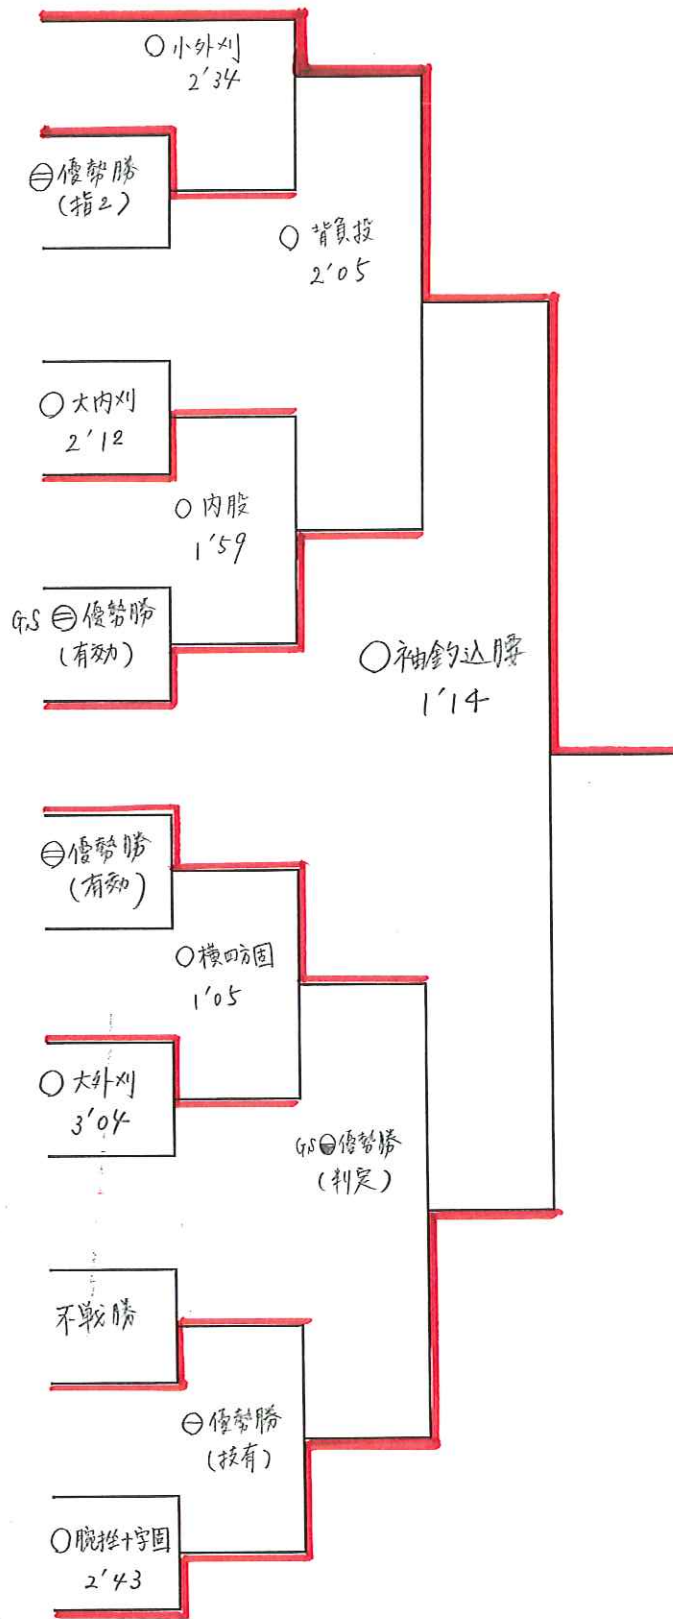 ○小外刈
2'34
⊖優勢勝
(指2)
○ 背負投
2'05
○大内刈
2'12
○内股
1'59
GS ⊖優勢勝
(有効)
○袖釣込腰
1'14
⊖優勢勝
(有効)
○横四方固
1'05
○大外刈
3'04
GS 優勢勝
(判定)
不戦勝
⊖優勢勝
(技有)
○腕挫十字固
2'43